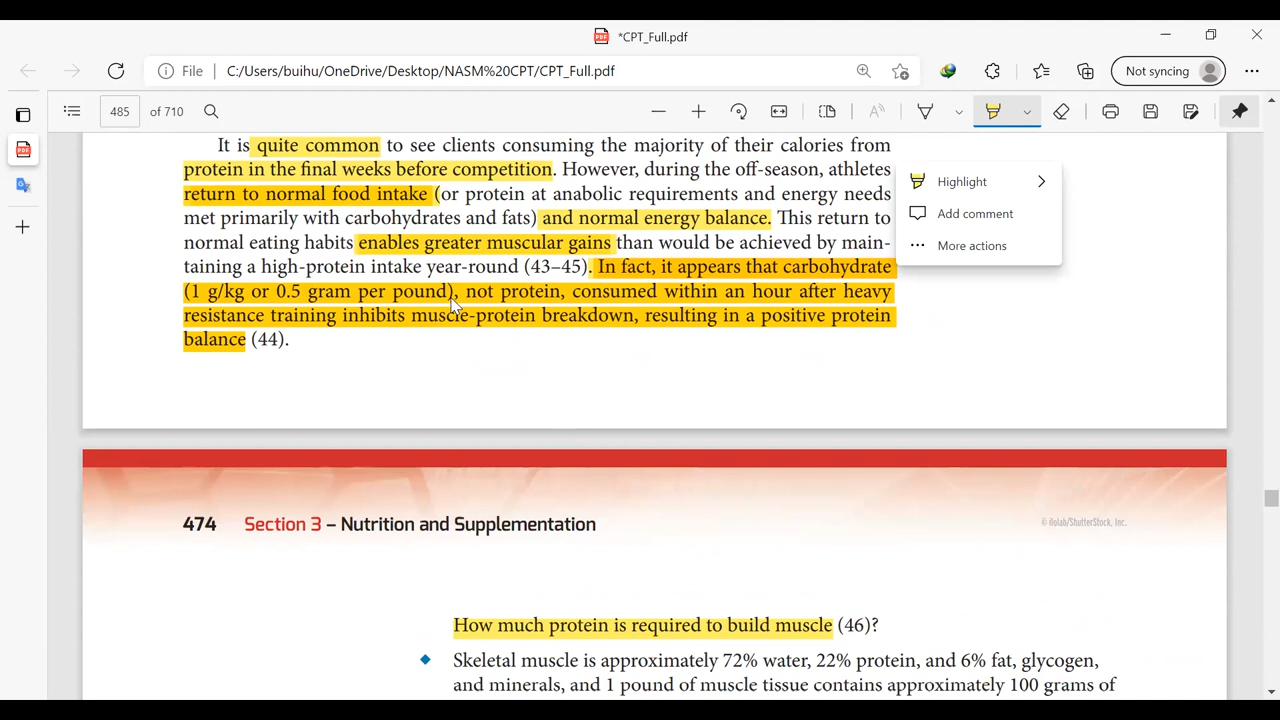 *CPT_Full.pdf
File C:/Users/buihu/OneDrive/Desktop/NASM%20CPT/CPT_Full.pdf
Not syncing
485 of 710
It is quite common to see clients consuming the majority of their calories from
protein in the final weeks before competition. However, during the off-season, athletes
return to normal food intake (or protein at anabolic requirements and energy needs
met primarily with carbohydrates and fats) and normal energy balance. This return to
normal eating habits enables greater muscular gains than would be achieved by main-
taining a high-protein intake year-round (43–45). In fact, it appears that carbohydrate
(1 g/kg or 0.5 gram per pound), not protein, consumed within an hour after heavy
resistance training inhibits muscle-protein breakdown, resulting in a positive protein
balance (44).
Highlight
Add comment
More actions
474 Section 3 – Nutrition and Supplementation
© ilolab/ShutterStock, Inc.
How much protein is required to build muscle (46)?
Skeletal muscle is approximately 72% water, 22% protein, and 6% fat, glycogen,
and minerals, and 1 pound of muscle tissue contains approximately 100 grams of